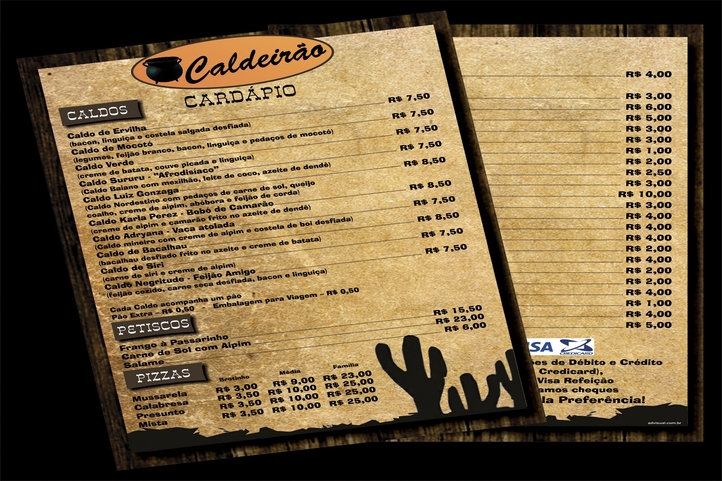 Caldeirão
CARDÁPIO
CALDOS
Caldo de Ervilha R$ 7,50
(bacon, linguiça e costela salgada desfiada)
Caldo de Mocotó R$ 7,50
(legumes, feijão branco, bacon, linguiça e pedaços de mocotó)
Caldo Verde R$ 7,50
(creme de batata, couve picada e linguiça)
Caldo Sururu - "Afrodisiaco" R$ 7,50
(Caldo Baiano com mexilhão, leite de coco, azeite de dendê)
Caldo Luiz Gonzaga R$ 8,50
(Caldo Nordestino com pedaços de carne de sol, queijo
coalho, creme de aipim, abóbora e feijão de corda)
Caldo Karla Perez - Bobó de Camarão R$ 8,50
(creme de aipim e camarão frito no azeite de dendê)
Caldo Adryana - Vaca atolada R$ 7,50
(Caldo mineiro com creme de aipim e costela de boi desfiada)
Caldo de Bacalhau R$ 8,50
(bacalhau desfiado frito no azeite e creme de batata)
Caldo de Siri R$ 7,50
(carne de siri e creme de aipim)
Caldo Negritude - Feijão Amigo R$ 7,50
(feijão cozido, carne seca desfiada, bacon e linguiça)
Cada Caldo acompanha um pão
Pão Extra – R$ 0,50 - Embalagem para Viagem – R$ 0,50
PETISCOS
Frango à Passarinho R$ 15,50
Carne de Sol com Aipim R$ 23,00
Salame R$ 6,00
PIZZAS
Brotinho Média Família
Mussarela R$ 3,00 R$ 9,00 R$ 23,00
Calabresa R$ 3,50 R$ 10,00 R$ 25,00
Presunto R$ 3,50 R$ 10,00 R$ 25,00
Mista R$ 3,50 R$ 10,00 R$ 25,00
R$ 4,00
R$ 3,00
R$ 6,00
R$ 5,00
R$ 3,00
R$ 3,00
R$ 1,00
R$ 2,00
R$ 2,50
R$ 3,00
R$ 10,00
R$ 3,00
R$ 4,00
R$ 4,00
R$ 4,00
R$ 4,00
R$ 2,00
R$ 2,00
R$ 4,00
R$ 1,00
R$ 4,00
R$ 5,00
ISA CREDICARD
ões de Débito e Crédito
Credicard),
Visa Refeição
mamos cheques
la Preferência!
advisual.com.br